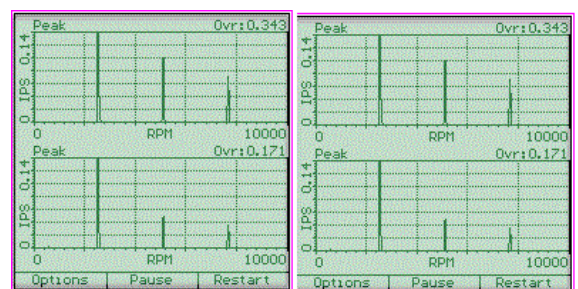 Peak Ovr:0.343
0.14
IPS
0
0 RPM 10000
Peak Ovr:0.171
0.14
IPS
0
0 RPM 10000
Options Pause Restart
Peak Ovr:0.343
0.14
IPS
0
0 RPM 10000
Peak Ovr:0.171
0.14
IPS
0
0 RPM 10000
Options Pause Restart